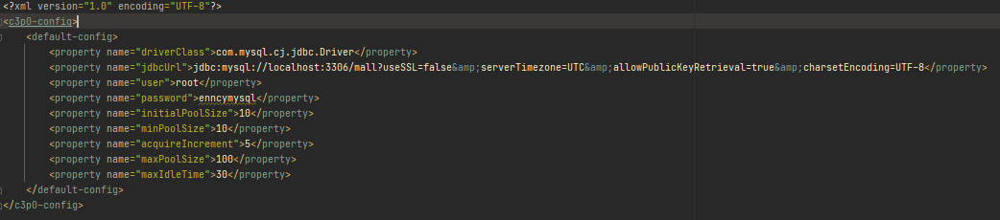 <?xml version="1.0" encoding="UTF-8"?>
<c3p0-config>
<default-config>
<property name="driverClass">com.mysql.cj.jdbc.Driver</property>
<property name="jdbcUrl">jdbc:mysql://localhost:3306/mall?useSSL=false&amp;serverTimezone=UTC&amp;allowPublicKeyRetrieval=true&amp;charsetEncoding=UTF-8</property>
<property name="user">root</property>
<property name="password">enncymysql</property>
<property name="initialPoolSize">10</property>
<property name="minPoolSize">10</property>
<property name="acquireIncrement">5</property>
<property name="maxPoolSize">100</property>
<property name="maxIdleTime">30</property>
</default-config>
</c3p0-config>